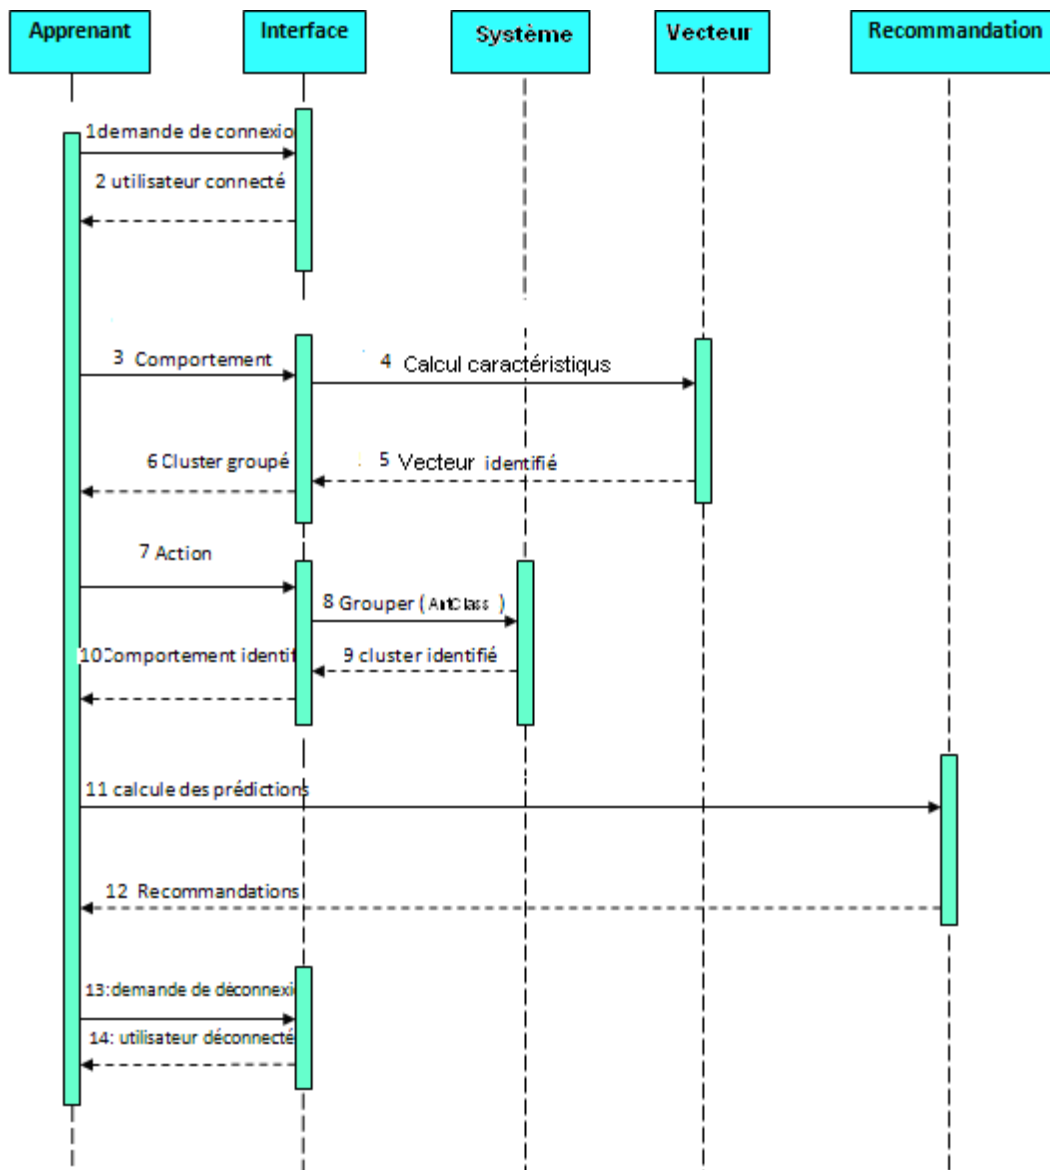 Apprenant
Interface
Système
Vecteur
Recommandation
1demande de connexio
2 utilisateur connecté
3 Comportement
4 Calcul caractéristiqus
5 Vecteur identifié
6 Cluster groupé
7 Action
8 Grouper ( AntClass )
9 cluster identifié
10Comportement identif
11 calcule des prédictions
12 Recommandations
13:demande de déconnexi
14: utilisateur déconnecté